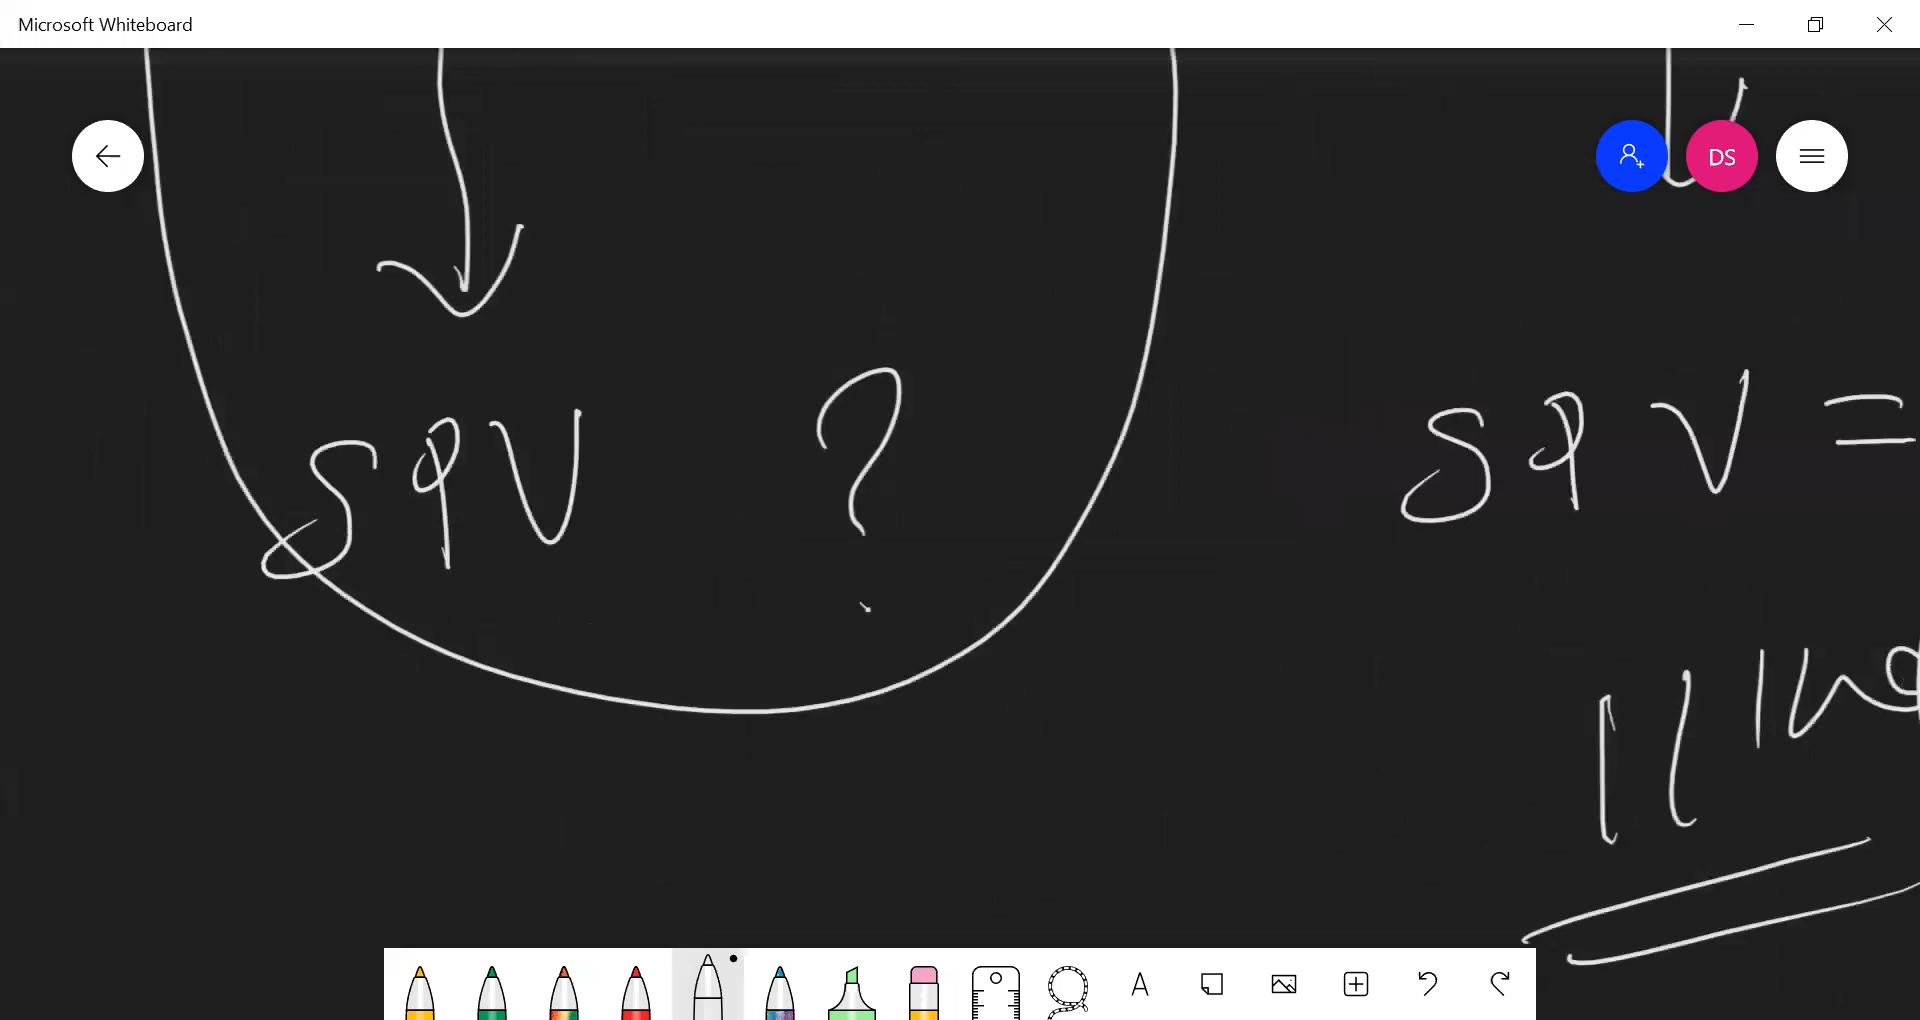 Microsoft Whiteboard
DS
SPV ?
SPV =
A